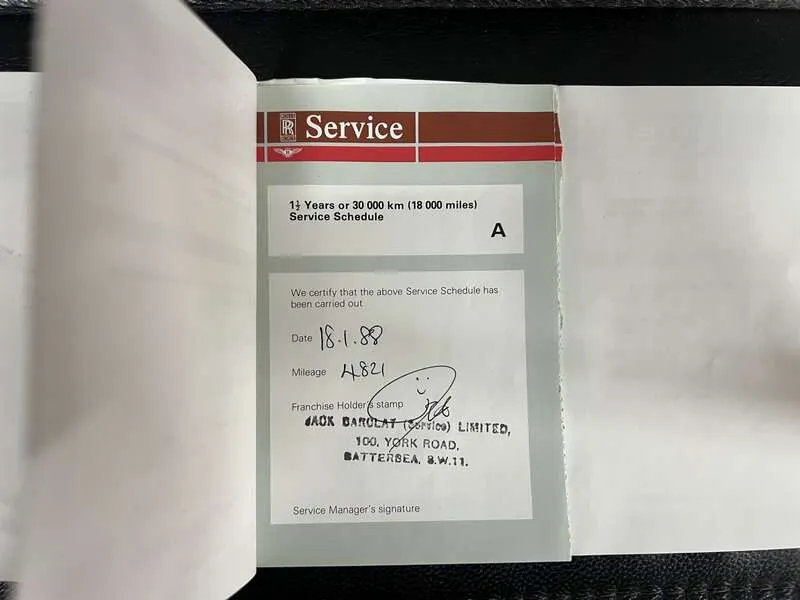 RR Service
1½ Years or 30 000 km (18 000 miles)
Service Schedule
A
We certify that the above Service Schedule has
been carried out
Date 18.1.88
Mileage 4821
Franchise Holder's stamp
JACK BARCLAY (Service) LIMITED,
100, YORK ROAD,
BATTERSEA, S.W.11.
Service Manager's signature